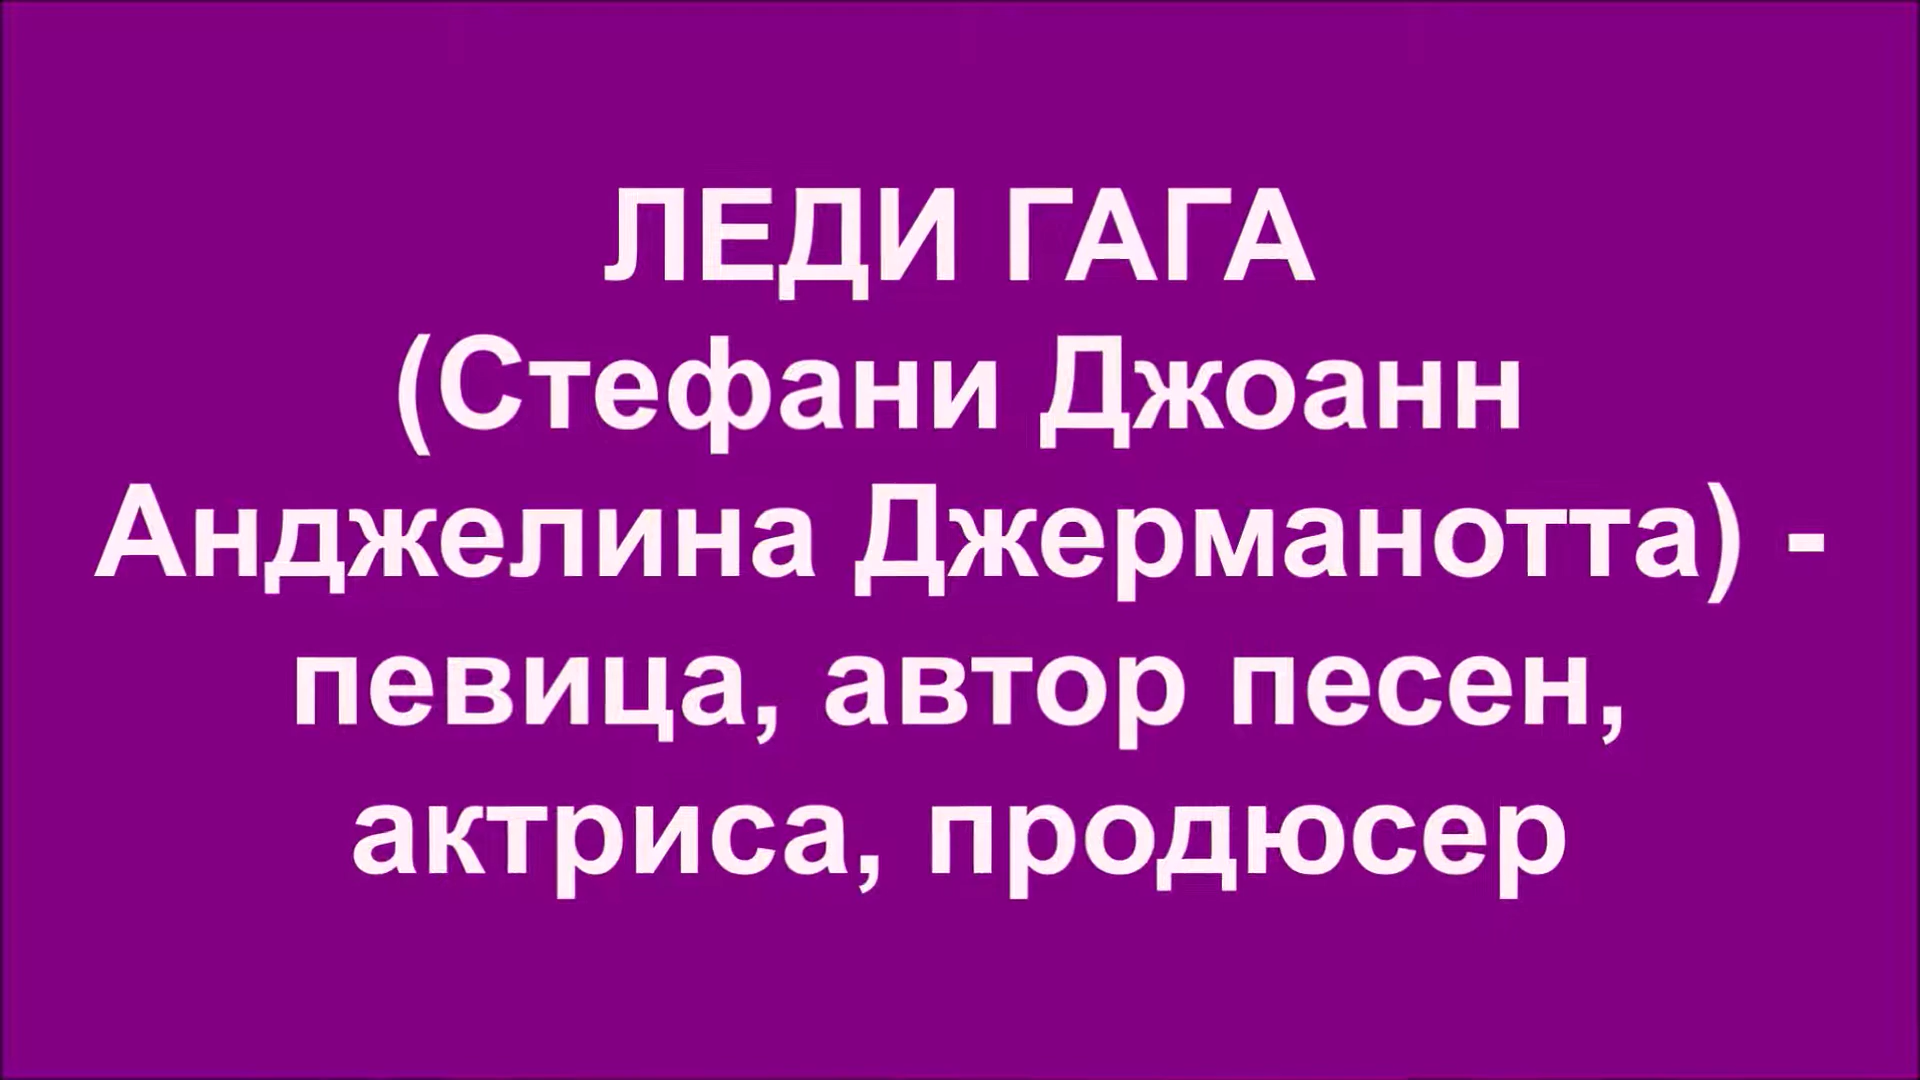 ЛЕДИ ГАГА
(Стефани Джоанн
Анджелина Джерманотта) -
певица, автор песен,
актриса, продюсер